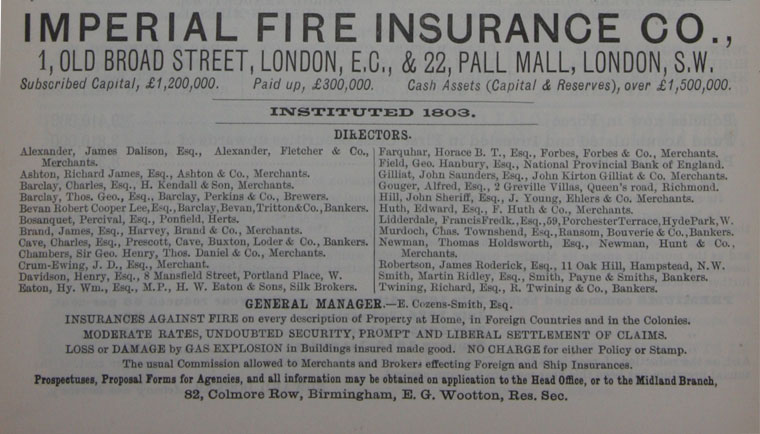 IMPERIAL FIRE INSURANCE CO.,
1, OLD BROAD STREET, LONDON, E.C., & 22, PALL MALL, LONDON, S.W.
Subscribed Capital, £1,200,000. Paid up, £300,000. Cash Assets (Capital & Reserves), over £1,500,000.
INSTITUTED 1803.
DIRECTORS.
Alexander, James Dalison, Esq., Alexander, Fletcher & Co., Merchants.
Ashton, Richard James, Esq., Ashton & Co., Merchants.
Barclay, Charles, Esq., H. Kendall & Son, Merchants.
Barclay, Thos. Geo., Esq., Barclay, Perkins & Co., Brewers.
Bevan Robert Cooper Lee, Esq., Barclay, Bevan, Tritton & Co., Bankers.
Bosanquet, Percival, Esq., Ponfield, Herts.
Brand, James, Esq., Harvey, Brand & Co., Merchants.
Cave, Charles, Esq., Prescott, Cave, Buxton, Loder & Co., Bankers.
Chambers, Sir Geo. Henry, Thos. Daniel & Co., Merchants.
Crum-Ewing, J. D., Esq., Merchant.
Davidson, Henry, Esq., 8 Mansfield Street, Portland Place, W.
Eaton, Hy. Wm., Esq., M.P., H. W. Eaton & Sons, Silk Brokers.
Farquhar, Horace B. T., Esq., Forbes, Forbes & Co., Merchants.
Field, Geo. Hanbury, Esq., National Provincial Bank of England.
Gilliat, John Saunders, Esq., John Kirton Gilliat & Co. Merchants.
Gouger, Alfred, Esq., 2 Greville Villas, Queen's road, Richmond.
Hill, John Sheriff, Esq., J. Young, Ehlers & Co. Merchants.
Huth, Edward, Esq., F. Huth & Co., Merchants.
Lidderdale, Francis Fredk., Esq., 59, Porchester Terrace, Hyde Park, W.
Murdoch, Chas. Townshend, Esq., Ransom, Bouverie & Co., Bankers.
Newman, Thomas Holdsworth, Esq., Newman, Hunt & Co., Merchants.
Robertson, James Roderick, Esq., 11 Oak Hill, Hampstead, N.W.
Smith, Martin Ridley, Esq., Smith, Payne & Smiths, Bankers.
Twining, Richard, Esq., R. Twining & Co., Bankers.
GENERAL MANAGER.—E. Cozens-Smith, Esq.
INSURANCES AGAINST FIRE on every description of Property at Home, in Foreign Countries and in the Colonies.
MODERATE RATES, UNDOUBTED SECURITY, PROMPT AND LIBERAL SETTLEMENT OF CLAIMS.
LOSS or DAMAGE by GAS EXPLOSION in Buildings insured made good. NO CHARGE for either Policy or Stamp.
The usual Commission allowed to Merchants and Brokers effecting Foreign and Ship Insurances.
Prospectuses, Proposal Forms for Agencies, and all information may be obtained on application to the Head Office, or to the Midland Branch,
82, Colmore Row, Birmingham, E. G. Wootton, Res. Sec.